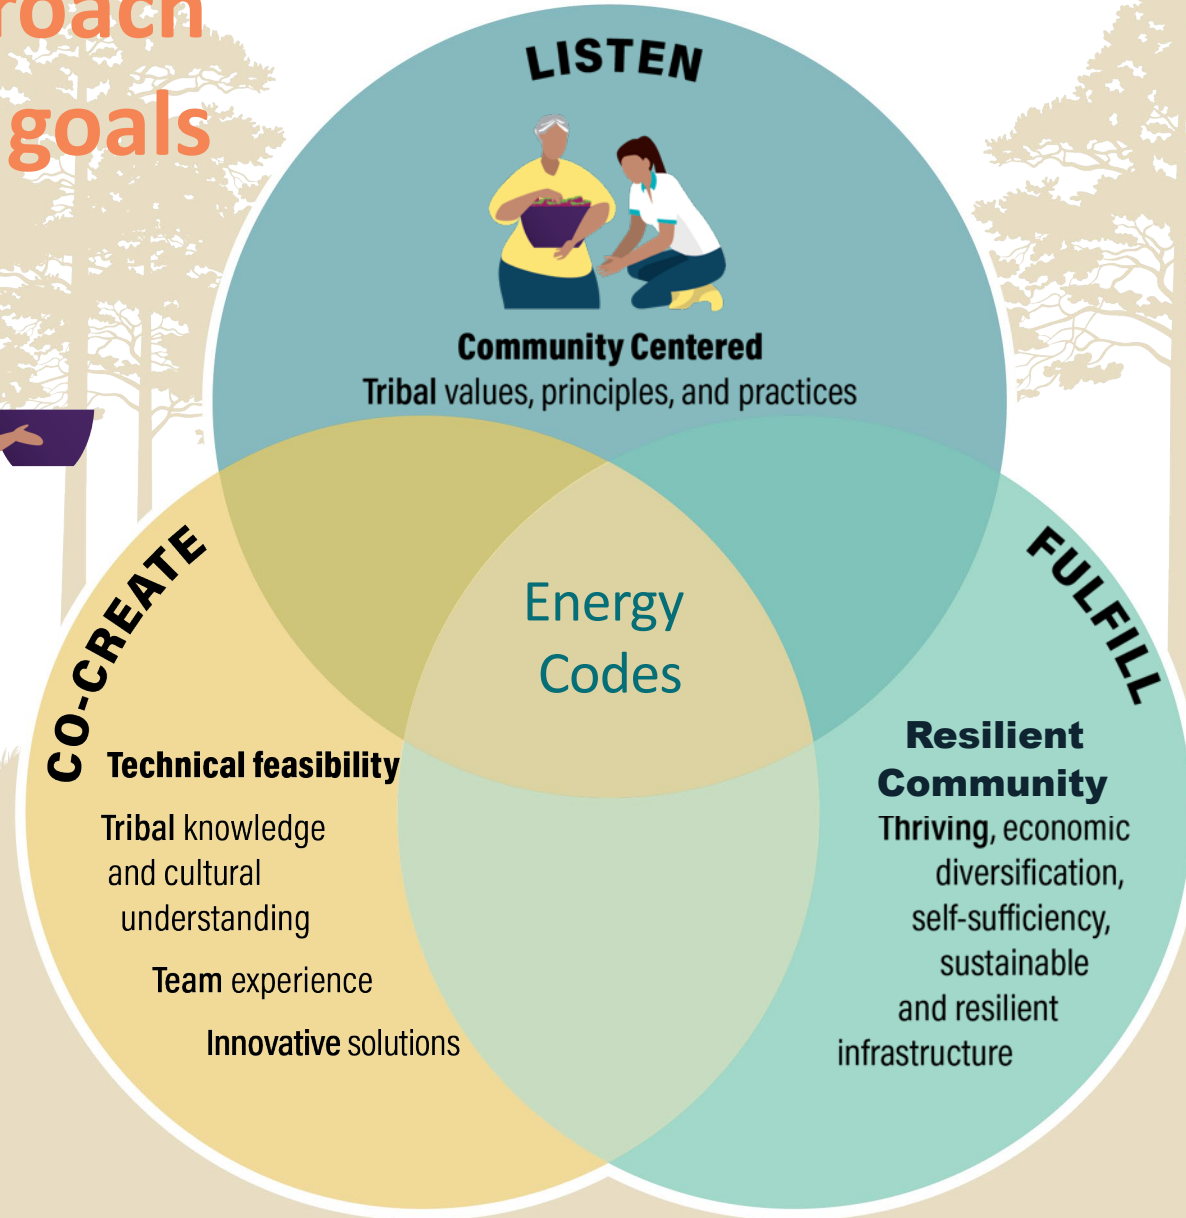 goals
LISTEN
Community Centered
Tribal values, principles, and practices
CO-CREATE
Technical feasibility
Tribal knowledge
and cultural
understanding
Team experience
Innovative solutions
Energy
Codes
FULFILL
Resilient
Community
Thriving, economic
diversification,
self-sufficiency,
sustainable
and resilient
infrastructure